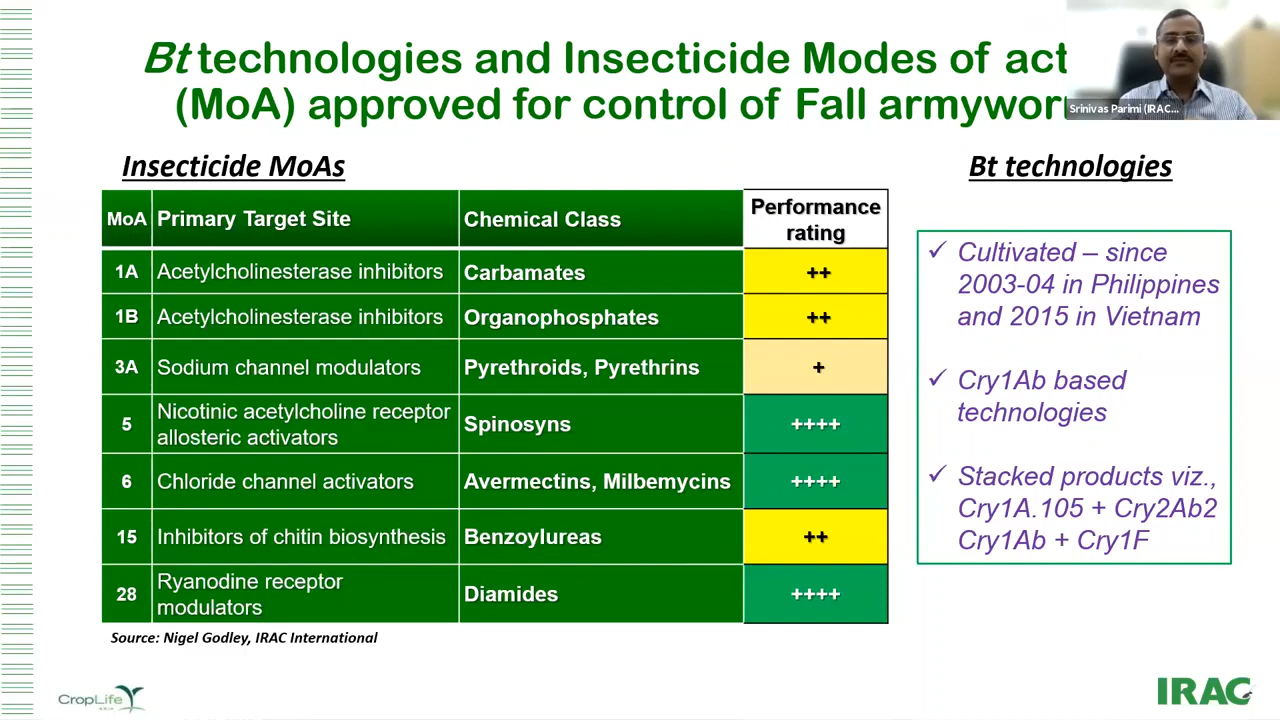 Bt technologies and Insecticide Modes of act
(MoA) approved for control of Fall armywor
Srinivas Parimi (IRAC...
Insecticide MoAs
MoA Primary Target Site Chemical Class Performance rating
1A Acetylcholinesterase inhibitors Carbamates ++
1B Acetylcholinesterase inhibitors Organophosphates ++
3A Sodium channel modulators Pyrethroids, Pyrethrins +
5 Nicotinic acetylcholine receptor allosteric activators Spinosyns ++++
6 Chloride channel activators Avermectins, Milbemycins ++++
15 Inhibitors of chitin biosynthesis Benzoylureas ++
28 Ryanodine receptor modulators Diamides ++++
Source: Nigel Godley, IRAC International
Bt technologies
✓ Cultivated – since
2003-04 in Philippines
and 2015 in Vietnam
✓ Cry1Ab based
technologies
✓ Stacked products viz.,
Cry1A.105 + Cry2Ab2
Cry1Ab + Cry1F
CropLife
IRAC